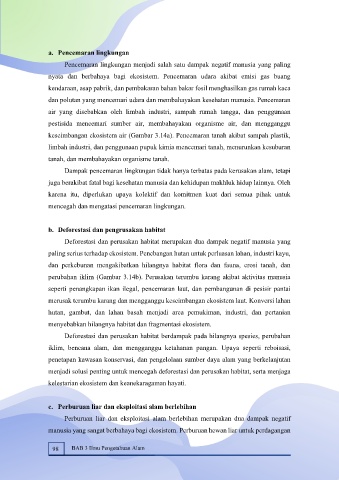 a. Pencemaran lingkungan
Pencemaran lingkungan menjadi salah satu dampak negatif manusia yang paling
nyata dan berbahaya bagi ekosistem. Pencemaran udara akibat emisi gas buang
kendaraan, asap pabrik, dan pembakaran bahan bakar fosil menghasilkan gas rumah kaca
dan polutan yang mencemari udara dan membahayakan kesehatan manusia. Pencemaran
air yang disebabkan oleh limbah industri, sampah rumah tangga, dan penggunaan
pestisida mencemari sumber air, membahayakan organisme air, dan mengganggu
keseimbangan ekosistem air (Gambar 3.14a). Pencemaran tanah akibat sampah plastik,
limbah industri, dan penggunaan pupuk kimia mencemari tanah, menurunkan kesuburan
tanah, dan membahayakan organisme tanah.
Dampak pencemaran lingkungan tidak hanya terbatas pada kerusakan alam, tetapi
juga berakibat fatal bagi kesehatan manusia dan kehidupan makhluk hidup lainnya. Oleh
karena itu, diperlukan upaya kolektif dan komitmen kuat dari semua pihak untuk
mencegah dan mengatasi pencemaran lingkungan.
b. Deforestasi dan pengrusakan habitat
Deforestasi dan perusakan habitat merupakan dua dampak negatif manusia yang
paling serius terhadap ekosistem. Penebangan hutan untuk perluasan lahan, industri kayu,
dan perkebunan mengakibatkan hilangnya habitat flora dan fauna, erosi tanah, dan
perubahan iklim (Gambar 3.14b). Perusakan terumbu karang akibat aktivitas manusia
seperti penangkapan ikan ilegal, pencemaran laut, dan pembangunan di pesisir pantai
merusak terumbu karang dan mengganggu keseimbangan ekosistem laut. Konversi lahan
hutan, gambut, dan lahan basah menjadi area pemukiman, industri, dan pertanian
menyebabkan hilangnya habitat dan fragmentasi ekosistem.
Deforestasi dan perusakan habitat berdampak pada hilangnya spesies, perubahan
iklim, bencana alam, dan mengganggu ketahanan pangan. Upaya seperti reboisasi,
penetapan kawasan konservasi, dan pengelolaan sumber daya alam yang berkelanjutan
menjadi solusi penting untuk mencegah deforestasi dan perusakan habitat, serta menjaga
kelestarian ekosistem dan keanekaragaman hayati.
c. Perburuan liar dan eksploitasi alam berlebihan
Perburuan liar dan eksploitasi alam berlebihan merupakan dua dampak negatif
manusia yang sangat berbahaya bagi ekosistem. Perburuan hewan liar untuk perdagangan
98 BAB 3 Ilmu Pengetahuan Alam